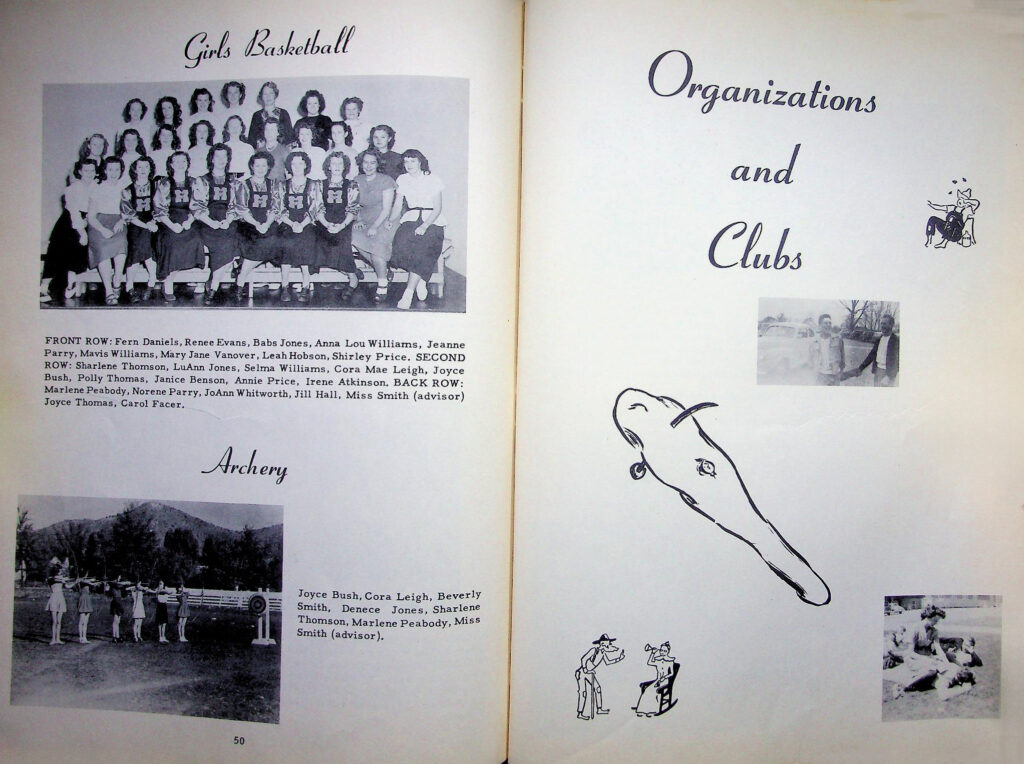 Girls Basketball
H H H H H H
FRONT ROW: Fern Daniels, Renee Evans, Babs Jones, Anna Lou Williams, Jeanne
Parry, Mavis Williams, Mary Jane Vanover, Leah Hobson, Shirley Price. SECOND
ROW: Sharlene Thomson, LuAnn Jones, Selma Williams, Cora Mae Leigh, Joyce
Bush, Polly Thomas, Janice Benson, Annie Price, Irene Atkinson. BACK ROW:
Marlene Peabody, Norene Parry, JoAnn Whitworth, Jill Hall, Miss Smith (advisor)
Joyce Thomas, Carol Facer.
Archery
Joyce Bush, Cora Leigh, Beverly
Smith, Denece Jones, Sharlene
Thomson, Marlene Peabody, Miss
Smith (advisor).
50
Organizations
and
Clubs